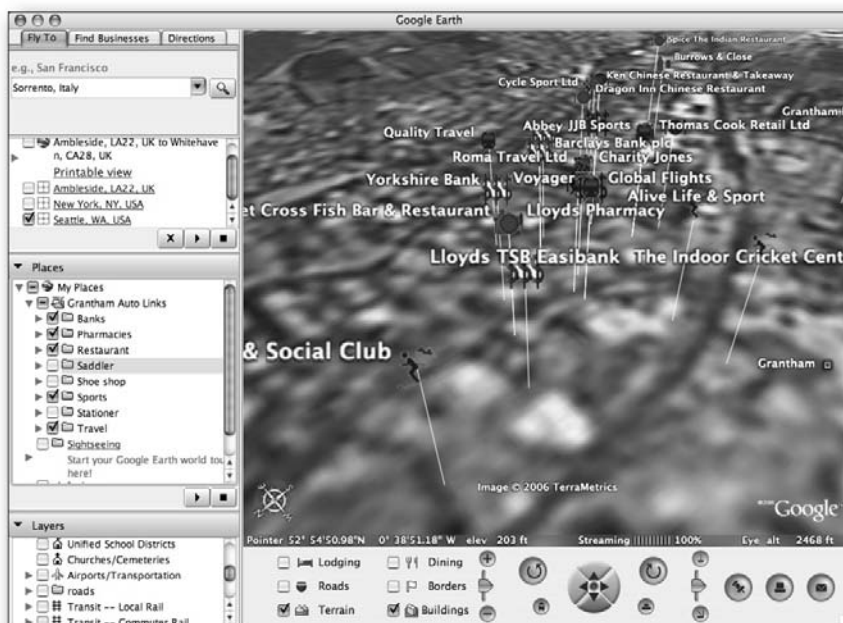 Google Earth
Fly To
Find Businesses
Directions
e.g., San Francisco
Sorrento, Italy
Ambleside, LA22, UK to Whitehave
n, CA28, UK
Printable view
Ambleside, LA22, UK
New York, NY, USA
Seattle, WA, USA
Places
My Places
Grantham Auto Links
Banks
Pharmacies
Restaurant
Saddler
Shoe shop
Sports
Stationer
Travel
Sightseeing
Start your Google Earth world tou
here!
Layers
Unified School Districts
Churches/Cemeteries
Airports/Transportation
roads
Transit -- Local Rail
Transit -- Commuter Rail
Spice The Indian Restaurant
Burrows & Close
Ken Chinese Restaurant & Takeaway
Cycle Sport Ltd
Dragon Inn Chinese Restaurant
Grantham
Quality Travel
Abbey
JJB Sports
Thomas Cook Retail Ltd
Barclays Bank plc
Roma Travel Ltd
Charity Jones
Yorkshire Bank
Voyager
Global Flights
Alive Life & Sport
et Cross Fish Bar & Restaurant
Lloyds Pharmacy
Lloyds TSB Easibank
The Indoor Cricket Cent
& Social Club
Grantham
Image © 2006 TerraMetrics
Google
Pointer 52° 54'50.98"N 0° 38'51.18" W elev 203 ft
Streaming 100%
Eye alt 2468 ft
Lodging
Dining
Roads
Borders
Terrain
Buildings